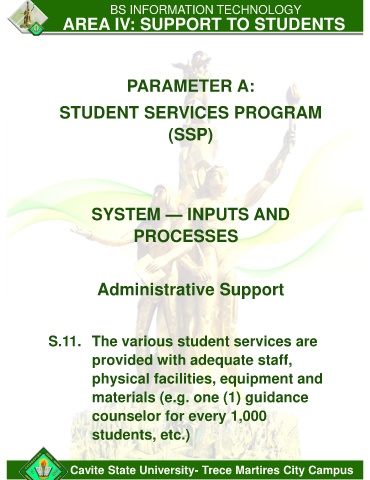 BS INFORMATION TECHNOLOGY
AREA IV: SUPPORT TO STUDENTS
PARAMETER A:
STUDENT SERVICES PROGRAM
(SSP)
SYSTEM — INPUTS AND
PROCESSES
Administrative Support
S.11. The various student services are
provided with adequate staff,
physical facilities, equipment and
materials (e.g. one (1) guidance
counselor for every 1,000
students, etc.)
Cavite State University- Trece Martires City Campus